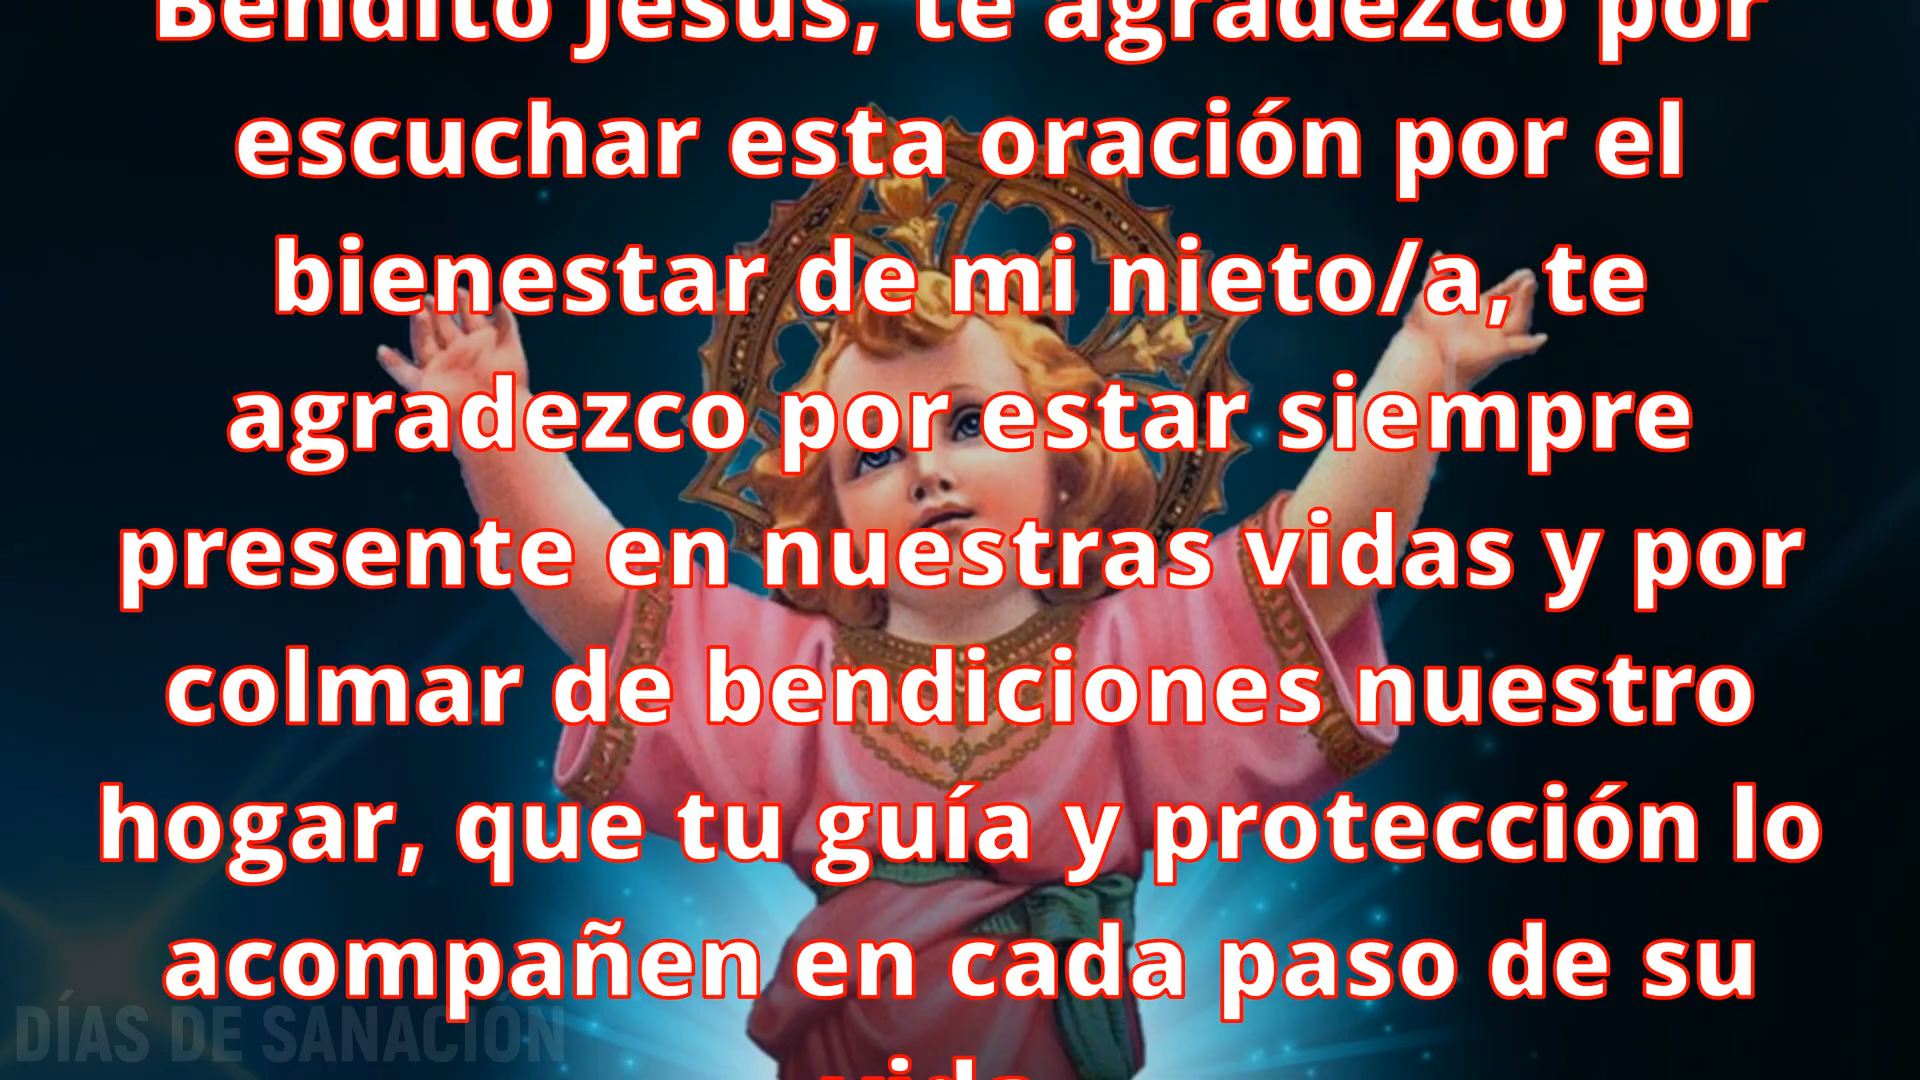 Bendito Jesús, te agradezco por
escuchar esta oración por el
bienestar de mi nieto/a, te
agradezco por estar siempre
presente en nuestras vidas y por
colmar de bendiciones nuestro
hogar, que tu guía y protección lo
acompañen en cada paso de su
vida
DÍAS DE SANACIÓN